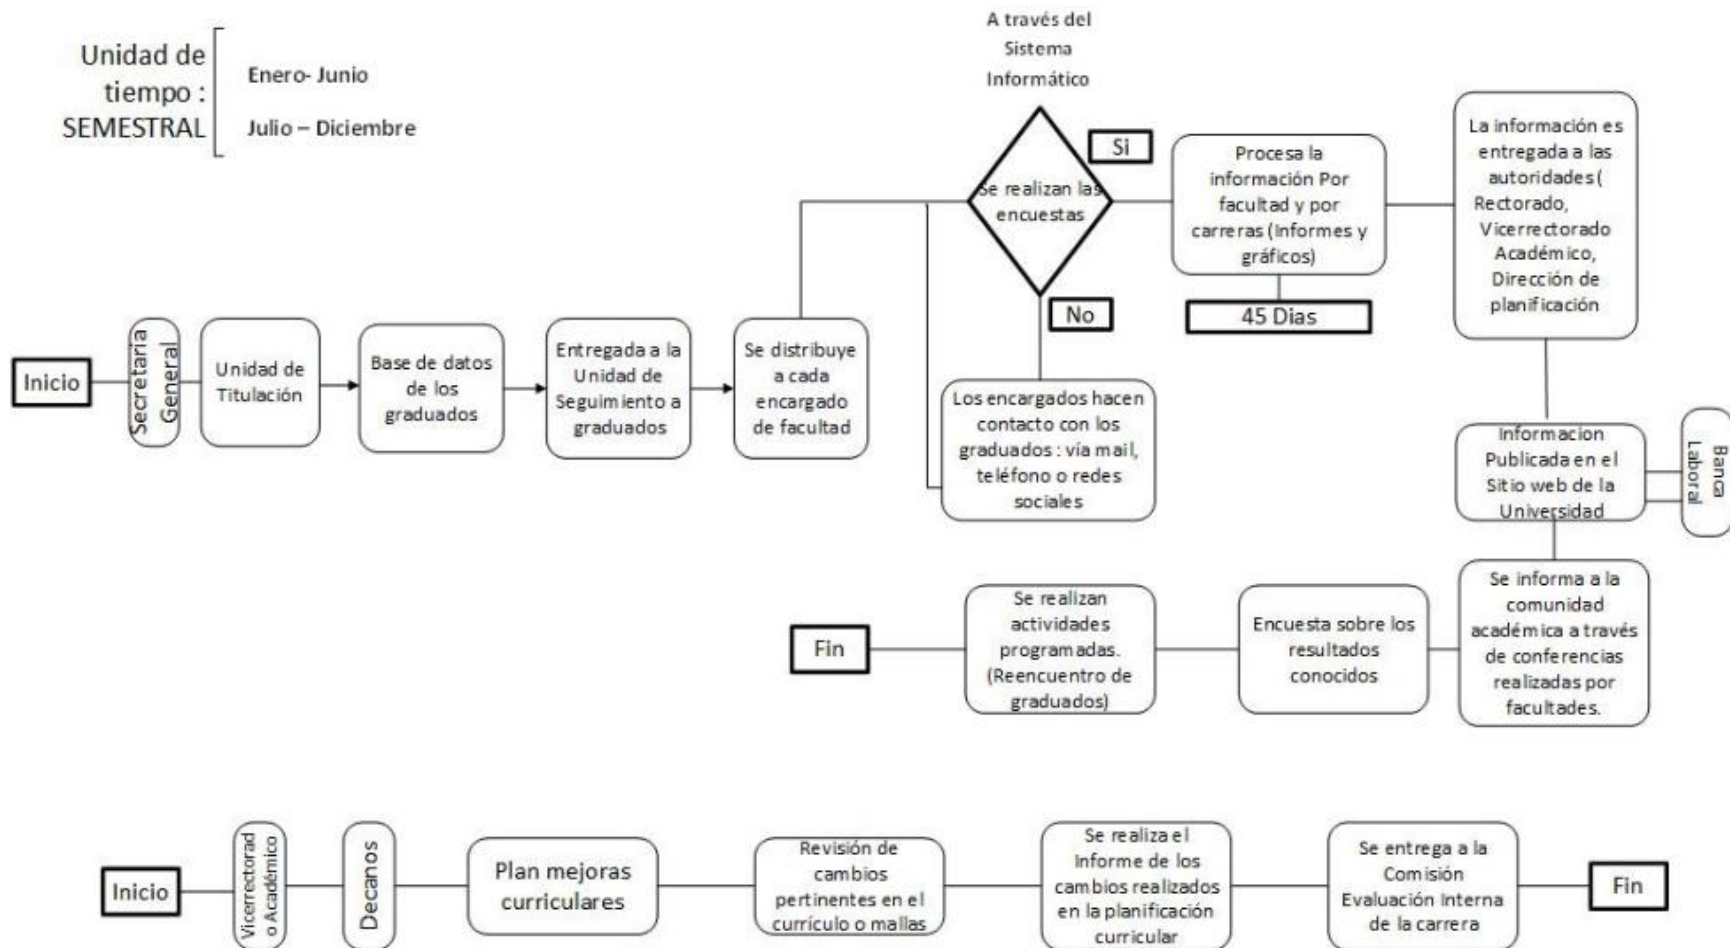 Unidad de
tiempo :
SEMESTRAL
Enero- Junio
Julio – Diciembre
A través del
Sistema
Informático
Se realizan las
encuestas
Si
No
Procesa la
información Por
facultad y por
carreras (Informes y
gráficos)
45 Dias
La información es
entregada a las
autoridades (
Rectorado,
Vicerrectorado
Académico,
Dirección de
planificación
Inicio
Secretaria
General
Unidad de
Titulación
Base de datos
de los
graduados
Entregada a la
Unidad de
Seguimiento a
graduados
Se distribuye
a cada
encargado
de facultad
Los encargados hacen
contacto con los
graduados : vía mail,
teléfono o redes
sociales
Informacion
Publicada en el
Sitio web de la
Universidad
Banca
Laboral
Se informa a la
comunidad
académica a través
de conferencias
realizadas por
facultades.
Encuesta sobre los
resultados
conocidos
Se realizan
actividades
programadas.
(Reencuentro de
graduados)
Fin
Inicio
Vicerrectorad
o Académico
Decanos
Plan mejoras
curriculares
Revisión de
cambios
pertinentes en el
currículo o mallas
Se realiza el
Informe de los
cambios realizados
en la planificación
curricular
Se entrega a la
Comisión
Evaluación Interna
de la carrera
Fin